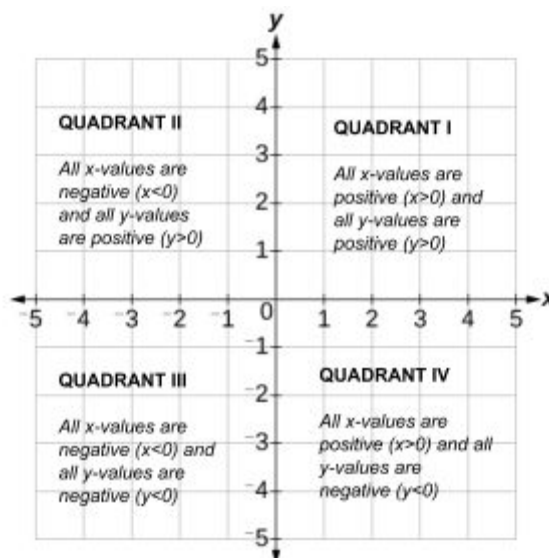 y
5
4
QUADRANT II
QUADRANT I
3
All x-values are
negative (x<0)
and all y-values
are positive (y>0)
All x-values are
positive (x>0) and
all y-values are
positive (y>0)
2
1
x
-5 -4 -3 -2 -1 0 1 2 3 4 5
-1
QUADRANT III
QUADRANT IV
-2
All x-values are
negative (x<0) and
all y-values are
negative (y<0)
All x-values are
positive (x>0) and all
y-values are
negative (y<0)
-3
-4
-5